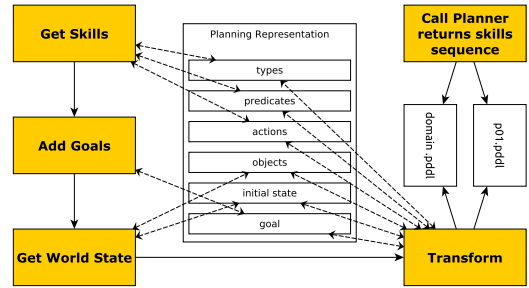 Get Skills
Planning Representation
types
predicates
actions
objects
initial state
goal
Add Goals
Get World State
Call Planner
returns skills
sequence
domain.pddl
p01.pddl
Transform